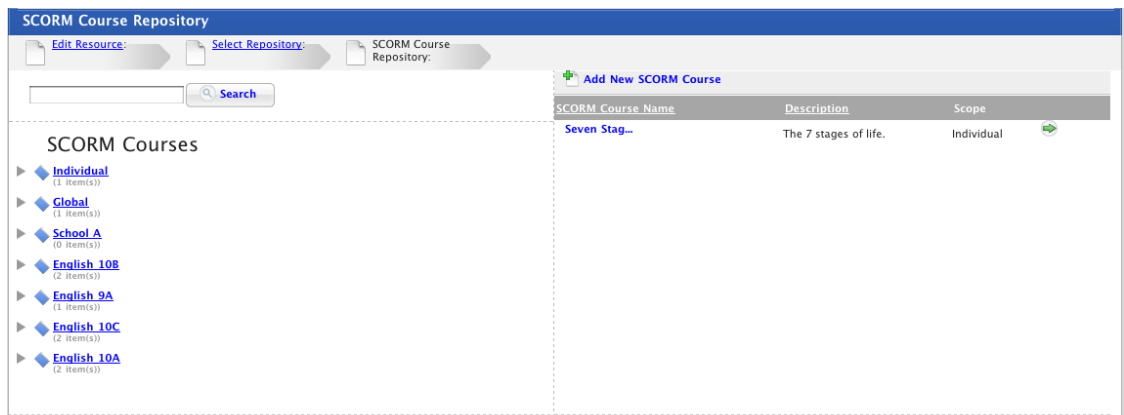 SCORM Course Repository
Edit Resource:
Select Repository:
SCORM Course
Repository:
Search
SCORM Courses
Individual
(1 item(s))
Global
(1 item(s))
School A
(0 item(s))
English 10B
(2 item(s))
English 9A
(1 item(s))
English 10C
(2 item(s))
English 10A
(2 item(s))
Add New SCORM Course
SCORM Course Name Description Scope
Seven Stag... The 7 stages of life. Individual